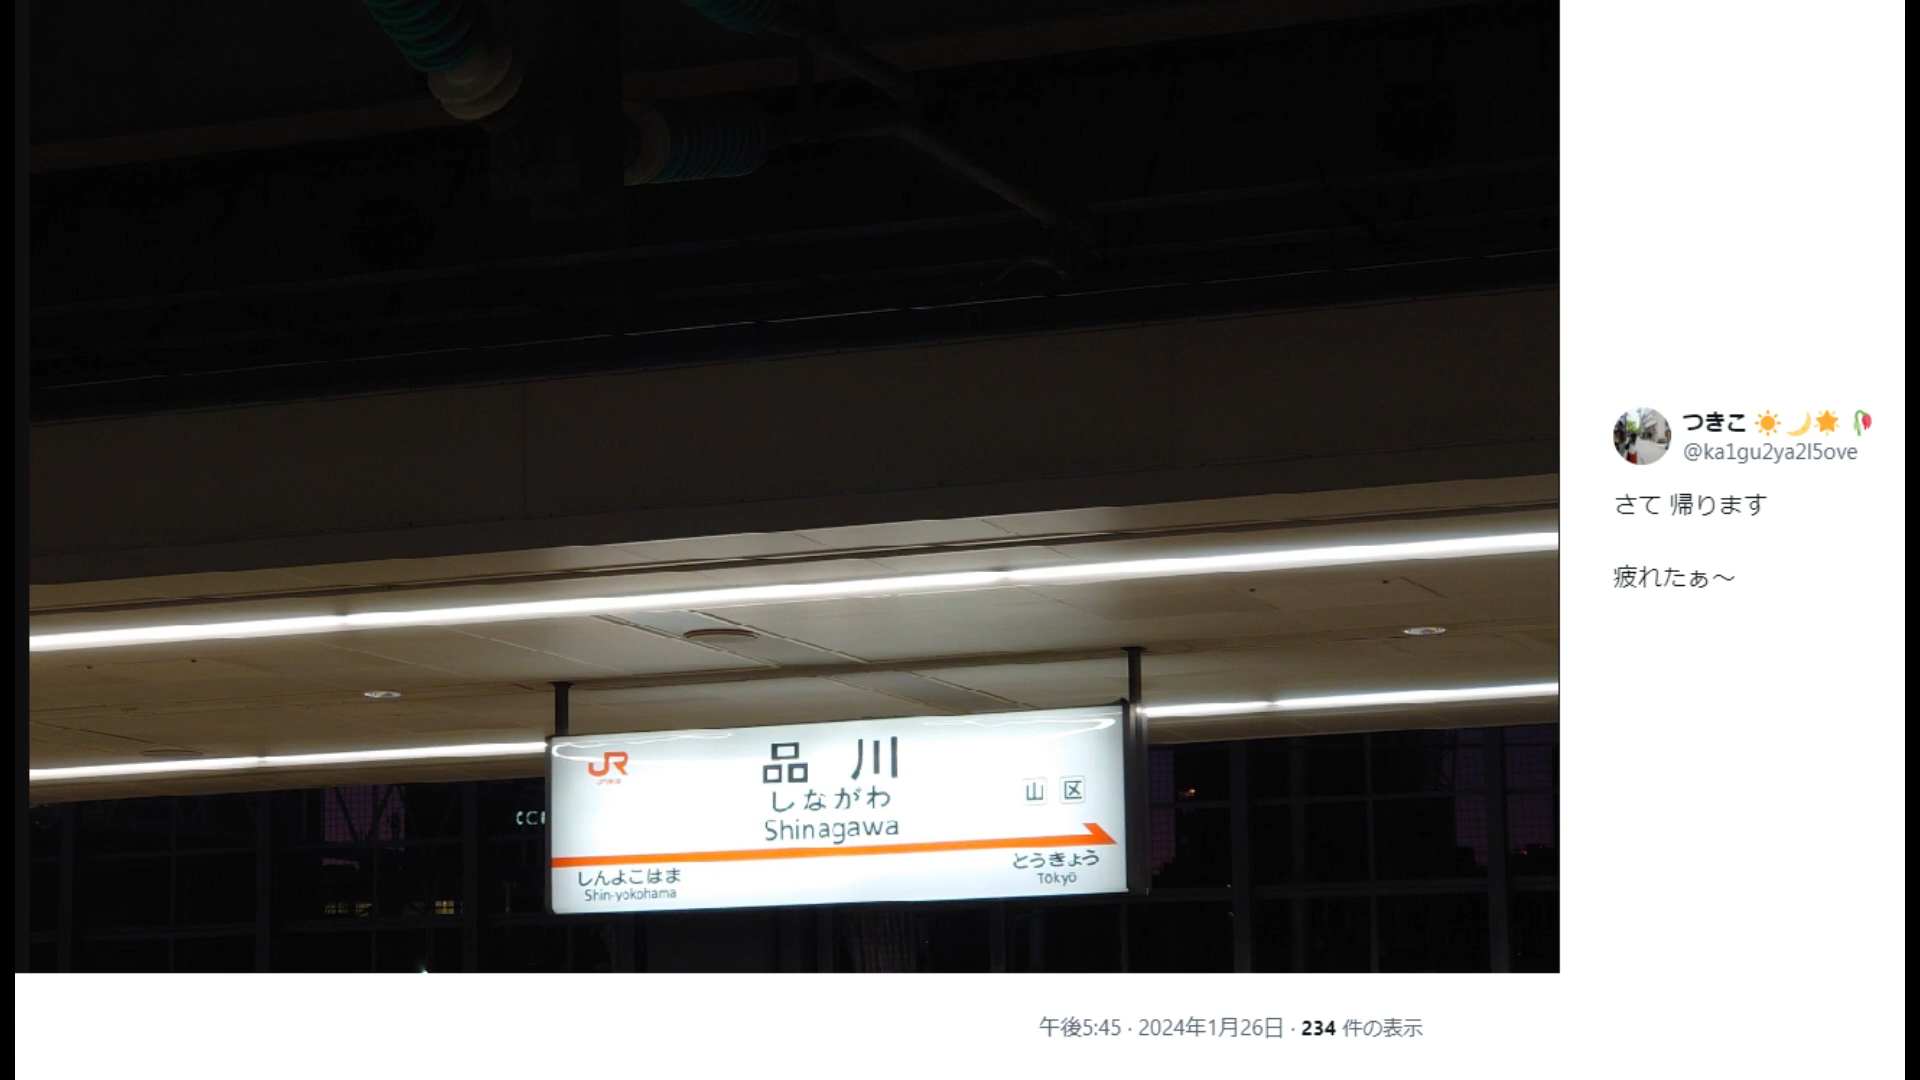 JR
品川
しながわ
Shinagawa
山 区
しんよこはま
Shin-yokohama
とうきょう
Tōkyō
つきこ
@ka1gu2ya2l5ove
さて 帰ります
疲れたぁ〜
午後5:45 · 2024年1月26日 · 234 件の表示